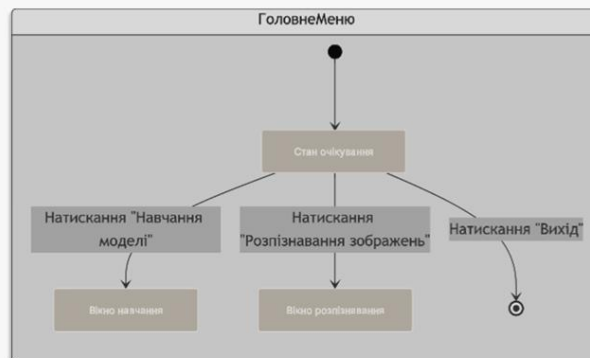 ГоловнеМеню
Стан очікування
Натискання "Навчання
моделі"
Натискання
"Розпізнавання зображень"
Натискання "Вихід"
Вікно навчання
Вікно розпізнавання